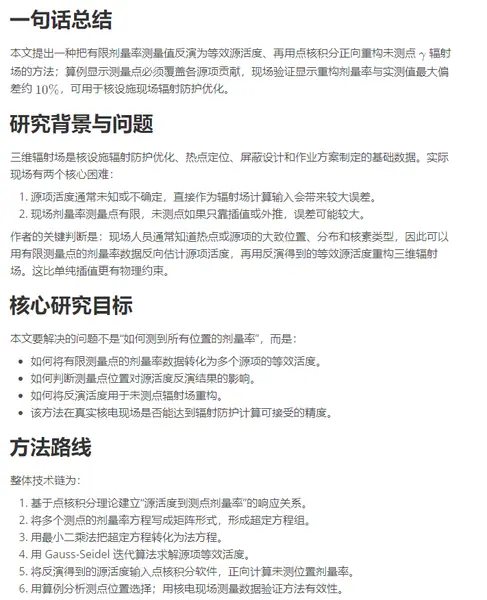 一句话总结
本文提出一种把有限剂量率测量值反演为等效源活度、再用点核积分正向重构未测点 γ 辐射
场的方法；算例显示测量点必须覆盖各源项贡献，现场验证显示重构剂量率与实测值最大偏
差约 10%，可用于核设施现场辐射防护优化。
研究背景与问题
三维辐射场是核设施辐射防护优化、热点定位、屏蔽设计和作业方案制定的基础数据。实际
现场有两个核心困难：
1. 源项活度通常未知或不确定，直接作为辐射场计算输入会带来较大误差。
2. 现场剂量率测量点有限，未测点如果只靠插值或外推，误差可能较大。
作者的关键判断是：现场人员通常知道热点或源项的大致位置、分布和核素类型，因此可以
用有限测量点的剂量率数据反向估计源项活度，再用反演得到的等效源活度重构三维辐射
场。这比单纯插值更有物理约束。
核心研究目标
本文要解决的问题不是“如何测到所有位置的剂量率”，而是：
• 如何将有限测量点的剂量率数据转化为多个源项的等效活度。
• 如何判断测量点位置对源活度反演结果的影响。
• 如何将反演活度用于未测点辐射场重构。
• 该方法在真实核电现场是否能达到辐射防护计算可接受的精度。
方法路线
整体技术链为：
1. 基于点核积分理论建立“源活度到测点剂量率”的响应关系。
2. 将多个测点的剂量率方程写成矩阵形式，形成超定方程组。
3. 用最小二乘法把超定方程转化为法方程。
4. 用 Gauss-Seidel 迭代算法求解源项等效活度。
5. 将反演得到的源活度输入点核积分软件，正向计算未测位置剂量率。
6. 用算例分析测点位置选择；用核电现场测量数据验证方法有效性。